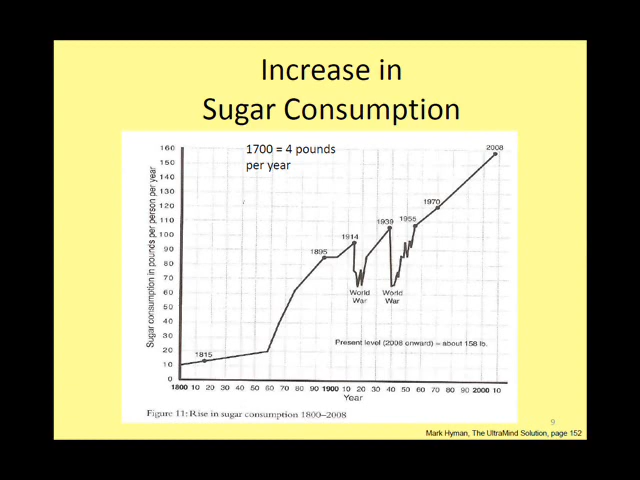 Increase in
Sugar Consumption
1700 = 4 pounds
per year
Sugar consumption in pounds per person per year
160
150
140
130
120
110
100
90
80
70
60
50
40
30
20
10
0
1815
1895
1914
1939
1955
1970
2008
World
War
World
War
Present level (2008 onward) = about 158 lb.
1800 10 20 30 40 50 60 70 80 90 1900 10 20 30 40 50 60 70 80 90 2000 10
Year
Figure 11: Rise in sugar consumption 1800–2008
9
Mark Hyman, The UltraMind Solution, page 152